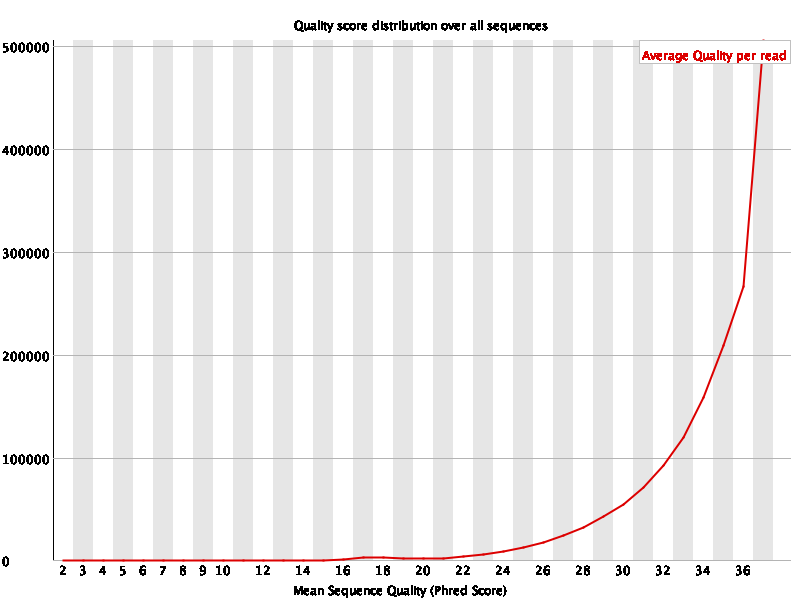 Quality score distribution over all sequences
500000
Average Quality per read
400000
300000
200000
100000
0
2 3 4 5 6 7 8 9 10 12 14 16 18 20 22 24 26 28 30 32 34 36
Mean Sequence Quality (Phred Score)